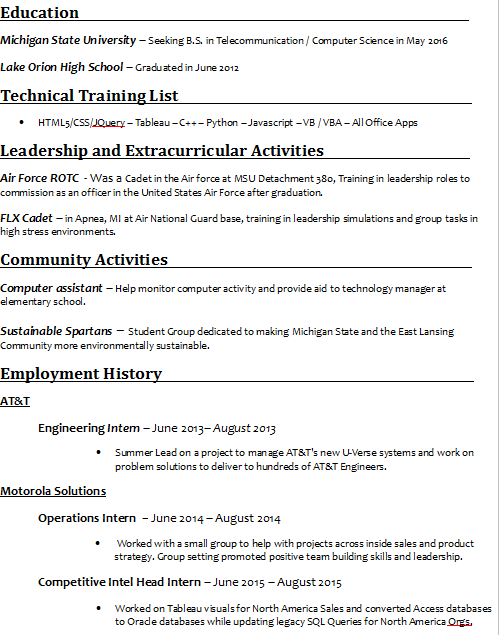 Education
Michigan State University – Seeking B.S. in Telecommunication / Computer Science in May 2016
Lake Orion High School – Graduated in June 2012
Technical Training List
• HTML5/CSS/JQuery – Tableau – C++ – Python – Javascript – VB / VBA – All Office Apps
Leadership and Extracurricular Activities
Air Force ROTC - Was a Cadet in the Air force at MSU Detachment 380, Training in leadership roles to
commission as an officer in the United States Air Force after graduation.
FLX Cadet – in Apnea, MI at Air National Guard base, training in leadership simulations and group tasks in
high stress environments.
Community Activities
Computer assistant – Help monitor computer activity and provide aid to technology manager at
elementary school.
Sustainable Spartans – Student Group dedicated to making Michigan State and the East Lansing
Community more environmentally sustainable.
Employment History
AT&T
Engineering Intern – June 2013– August 2013
• Summer Lead on a project to manage AT&T's new U-Verse systems and work on
problem solutions to deliver to hundreds of AT&T Engineers.
Motorola Solutions
Operations Intern – June 2014 – August 2014
• Worked with a small group to help with projects across inside sales and product
strategy. Group setting promoted positive team building skills and leadership.
Competitive Intel Head Intern – June 2015 – August 2015
• Worked on Tableau visuals for North America Sales and converted Access databases
to Oracle databases while updating legacy SQL Queries for North America Orgs,